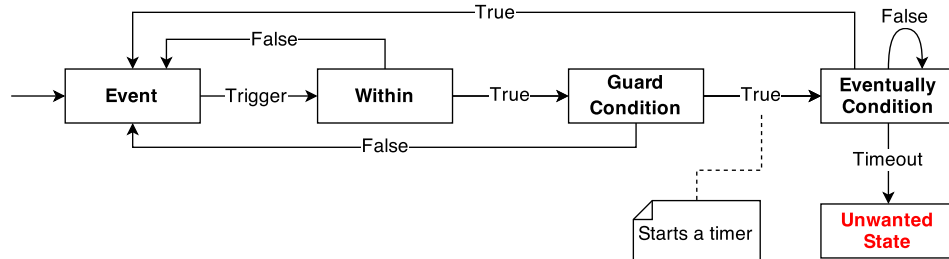 True
False
False
Event
Trigger
Within
True
Guard
Condition
True
Eventually
Condition
False
Timeout
Starts a timer
Unwanted
State